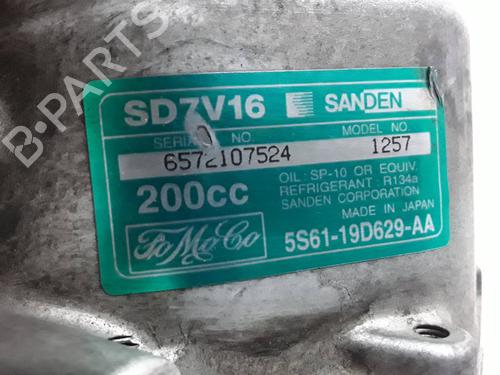 B-PARTS
SD7V16 SANDEN
SERIAL NO MODEL NO.
6572107524 1257
OIL : SP-10 OR EQUIV.
REFRIGERANT : R134a
200cc SANDEN CORPORATION
MADE IN JAPAN
FoMoCo 5S61-19D629-AA